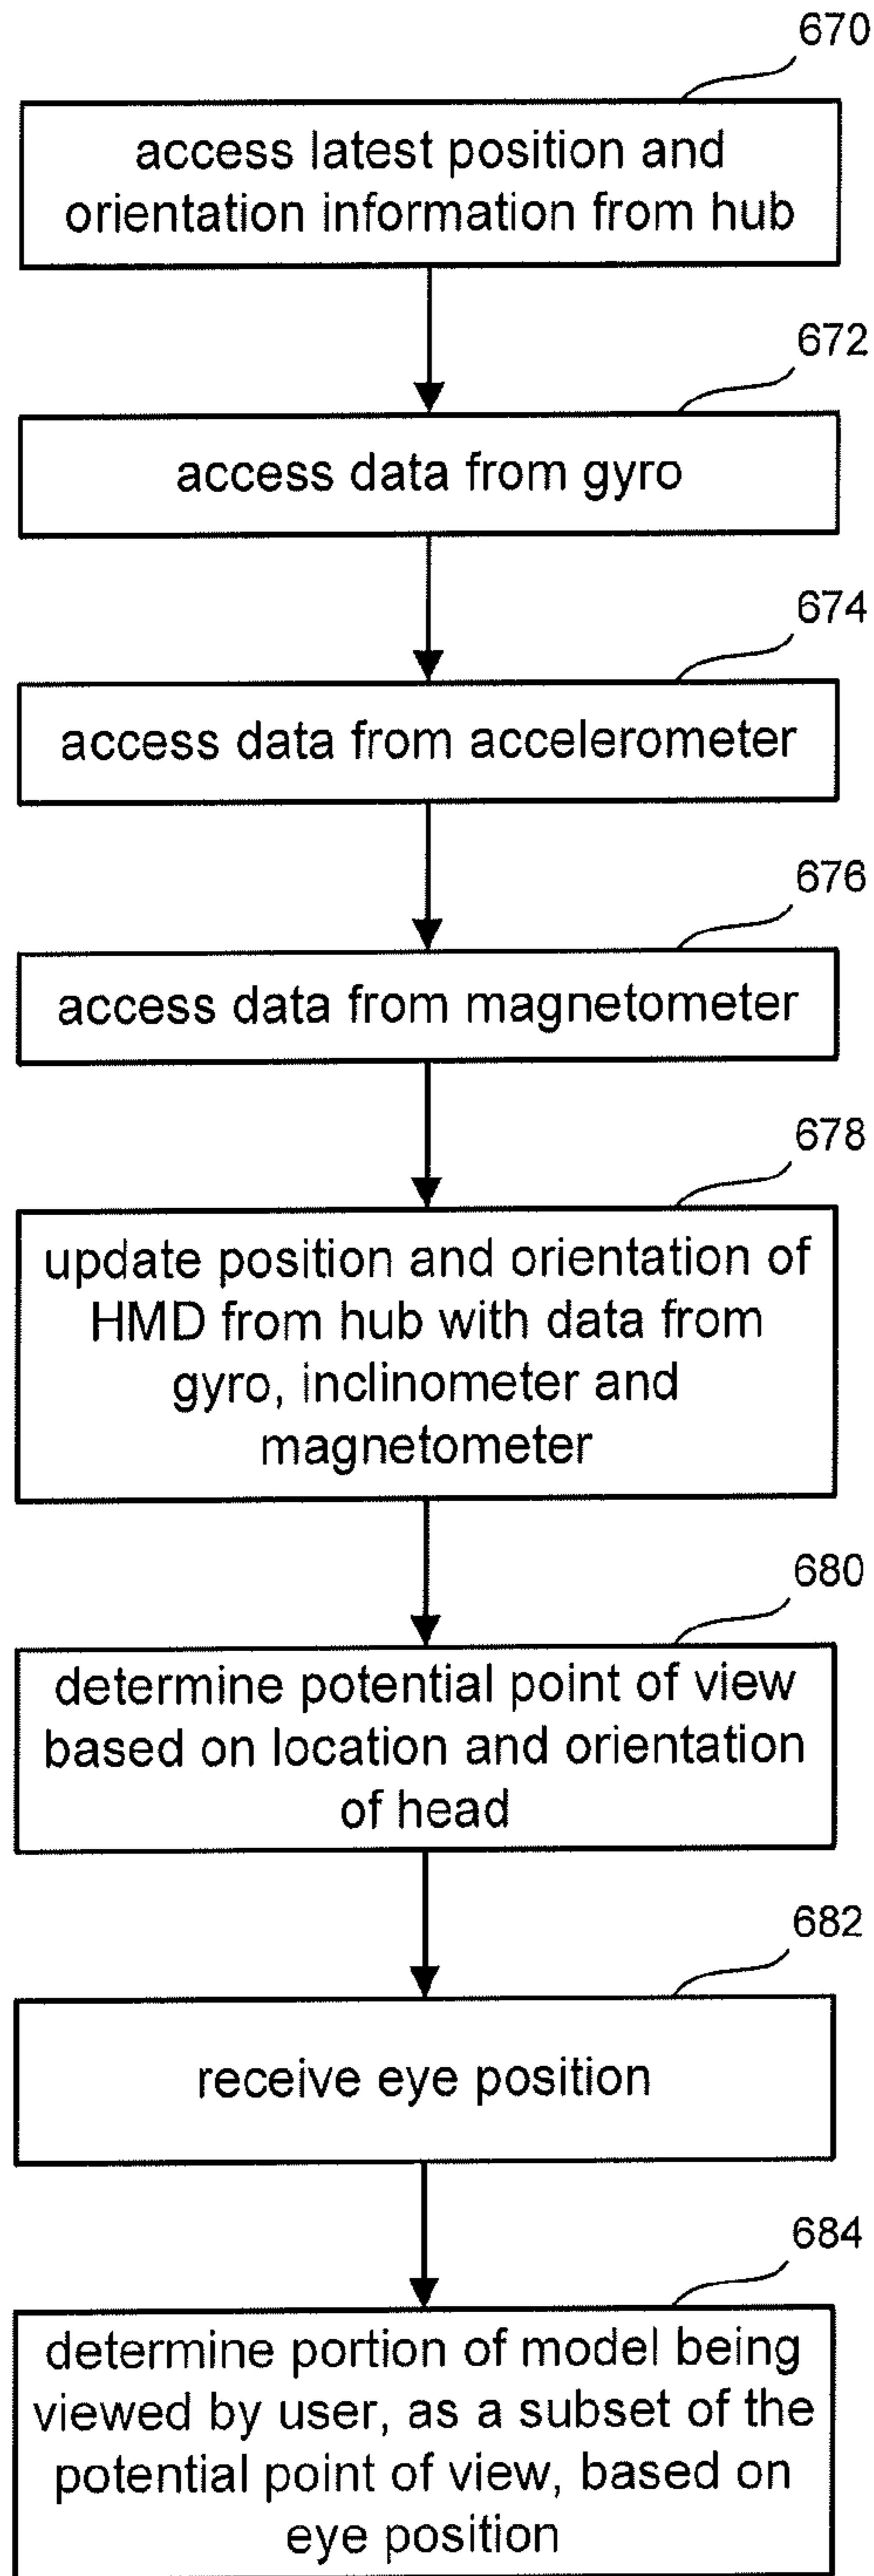 670
access latest position and
orientation information from hub
672
access data from gyro
674
access data from accelerometer
676
access data from magnetometer
678
update position and orientation of
HMD from hub with data from
gyro, inclinometer and
magnetometer
680
determine potential point of view
based on location and orientation
of head
682
receive eye position
684
determine portion of model being
viewed by user, as a subset of the
potential point of view, based on
eye position